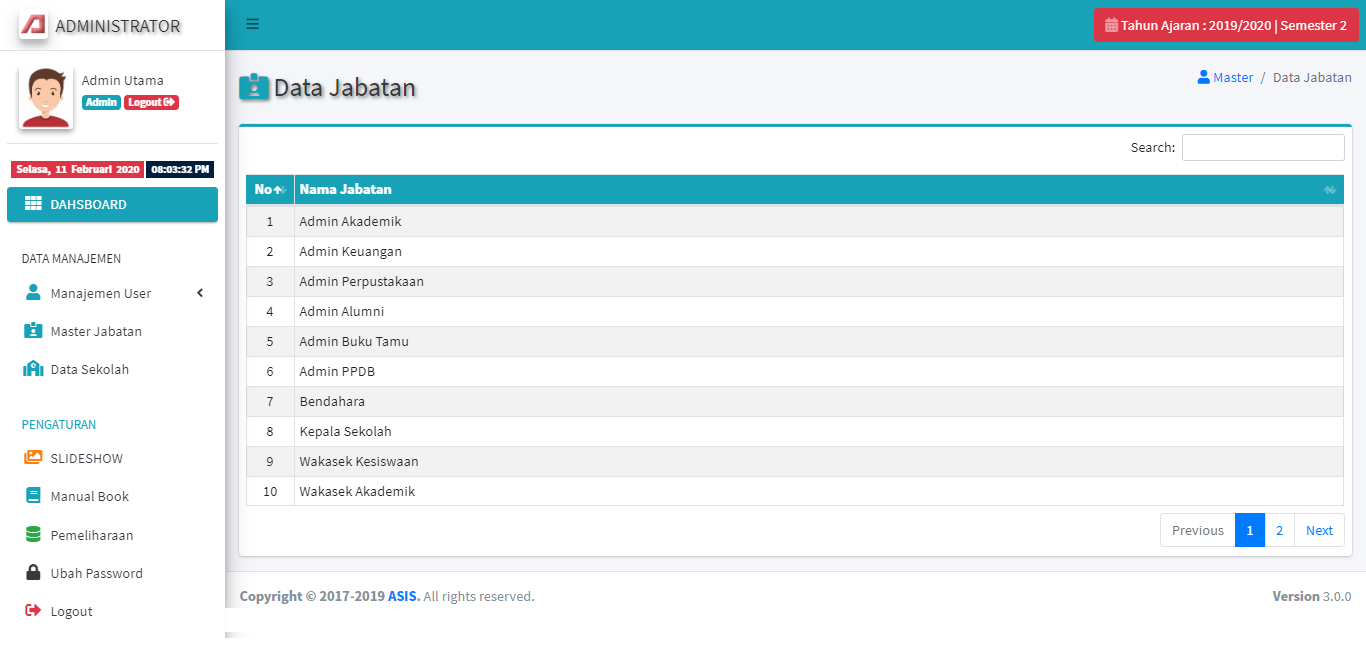 ADMINISTRATOR
Tahun Ajaran : 2019/2020 | Semester 2
Admin Utama
Admin Logout
Selasa, 11 Februari 2020 08:03:32 PM
DAHSBOARD
DATA MANAJEMEN
Manajemen User
Master Jabatan
Data Sekolah
PENGATURAN
SLIDESHOW
Manual Book
Pemeliharaan
Ubah Password
Logout
Data Jabatan
Master / Data Jabatan
Search:
No Nama Jabatan
1 Admin Akademik
2 Admin Keuangan
3 Admin Perpustakaan
4 Admin Alumni
5 Admin Buku Tamu
6 Admin PPDB
7 Bendahara
8 Kepala Sekolah
9 Wakasek Kesiswaan
10 Wakasek Akademik
Previous 1 2 Next
Copyright © 2017-2019 ASIS. All rights reserved.
Version 3.0.0